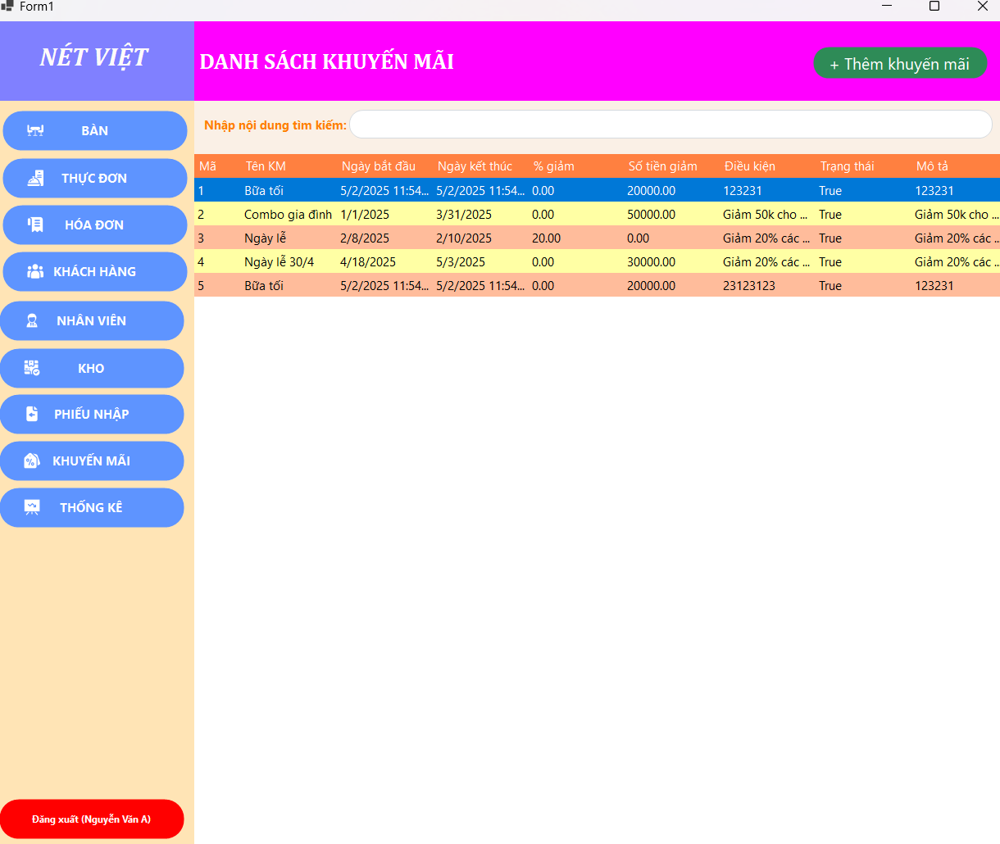 Form1
NÉT VIỆT
DANH SÁCH KHUYẾN MÃI
+ Thêm khuyến mãi
BÀN
THỰC ĐƠN
HÓA ĐƠN
KHÁCH HÀNG
NHÂN VIÊN
KHO
PHIẾU NHẬP
KHUYẾN MÃI
THỐNG KÊ
Đăng xuất (Nguyễn Văn A)
Nhập nội dung tìm kiếm:
Mã Tên KM Ngày bắt đầu Ngày kết thúc % giảm Số tiền giảm Điều kiện Trạng thái Mô tả
1 Bữa tối 5/2/2025 11:54... 5/2/2025 11:54... 0.00 20000.00 123231 True 123231
2 Combo gia đình 1/1/2025 3/31/2025 0.00 50000.00 Giảm 50k cho ... True Giảm 50k cho ...
3 Ngày lễ 2/8/2025 2/10/2025 20.00 0.00 Giảm 20% các ... True Giảm 20% các ...
4 Ngày lễ 30/4 4/18/2025 5/3/2025 0.00 30000.00 Giảm 20% các ... True Giảm 20% các ...
5 Bữa tối 5/2/2025 11:54... 5/2/2025 11:54... 0.00 20000.00 23123123 True 123231